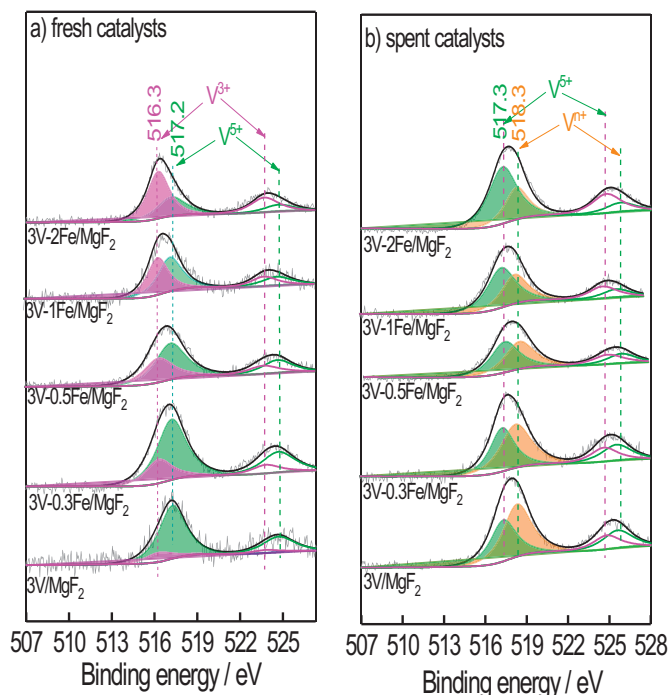 a) fresh catalysts
516.3
517.2
V³⁺
V⁵⁺
3V-2Fe/MgF₂
3V-1Fe/MgF₂
3V-0.5Fe/MgF₂
3V-0.3Fe/MgF₂
3V/MgF₂
507 510 513 516 519 522 525
Binding energy / eV
b) spent catalysts
517.3
518.3
V⁵⁺
Vⁿ⁺
3V-2Fe/MgF₂
3V-1Fe/MgF₂
3V-0.5Fe/MgF₂
3V-0.3Fe/MgF₂
3V/MgF₂
507 510 513 516 519 522 525 528
Binding energy / eV